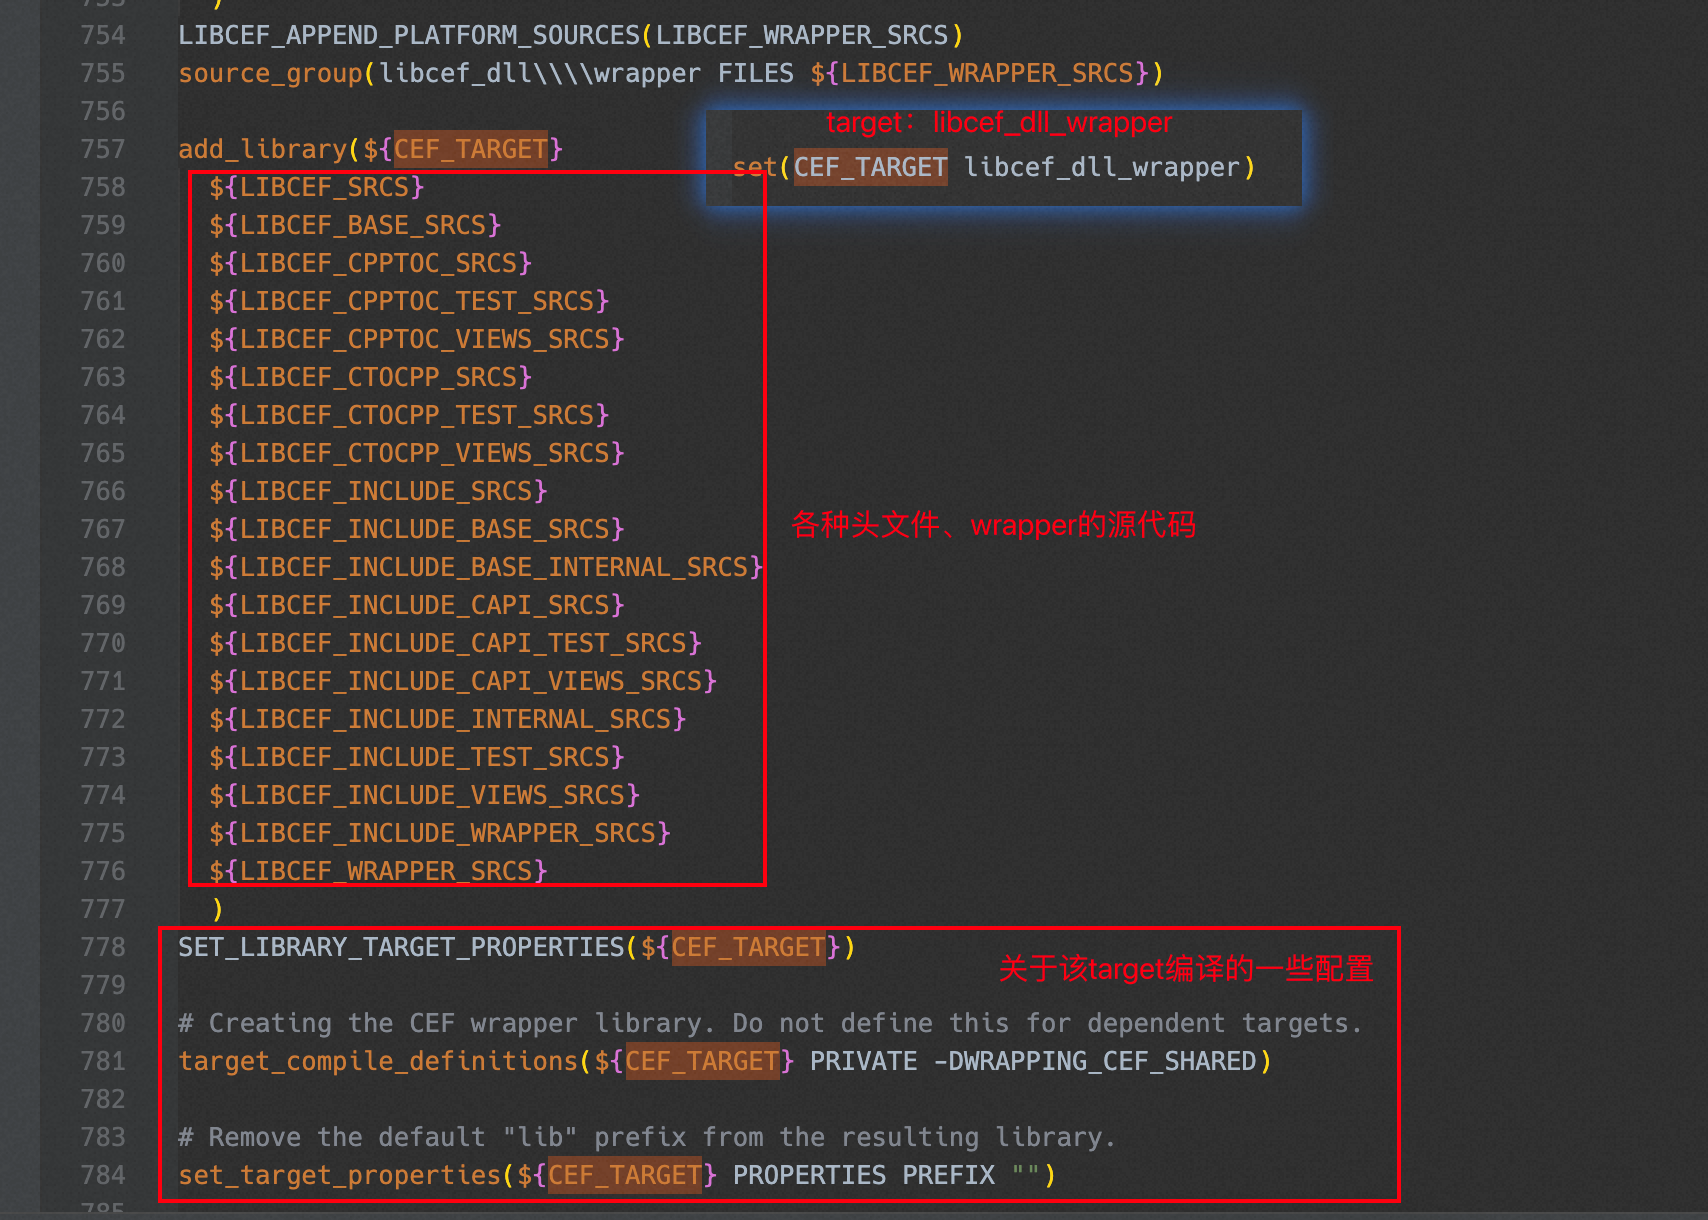 753   )
754 LIBCEF_APPEND_PLATFORM_SOURCES(LIBCEF_WRAPPER_SRCS)
755 source_group(libcef_dll\\\\wrapper FILES ${LIBCEF_WRAPPER_SRCS})
756
target：libcef_dll_wrapper
757 add_library(${CEF_TARGET}
set(CEF_TARGET libcef_dll_wrapper)
758   ${LIBCEF_SRCS}
759   ${LIBCEF_BASE_SRCS}
760   ${LIBCEF_CPPTOC_SRCS}
761   ${LIBCEF_CPPTOC_TEST_SRCS}
762   ${LIBCEF_CPPTOC_VIEWS_SRCS}
763   ${LIBCEF_CTOCPP_SRCS}
764   ${LIBCEF_CTOCPP_TEST_SRCS}
765   ${LIBCEF_CTOCPP_VIEWS_SRCS}
766   ${LIBCEF_INCLUDE_SRCS}
767   ${LIBCEF_INCLUDE_BASE_SRCS}
各种头文件、wrapper的源代码
768   ${LIBCEF_INCLUDE_BASE_INTERNAL_SRCS}
769   ${LIBCEF_INCLUDE_CAPI_SRCS}
770   ${LIBCEF_INCLUDE_CAPI_TEST_SRCS}
771   ${LIBCEF_INCLUDE_CAPI_VIEWS_SRCS}
772   ${LIBCEF_INCLUDE_INTERNAL_SRCS}
773   ${LIBCEF_INCLUDE_TEST_SRCS}
774   ${LIBCEF_INCLUDE_VIEWS_SRCS}
775   ${LIBCEF_INCLUDE_WRAPPER_SRCS}
776   ${LIBCEF_WRAPPER_SRCS}
777   )
778 SET_LIBRARY_TARGET_PROPERTIES(${CEF_TARGET})
关于该target编译的一些配置
779
780 # Creating the CEF wrapper library. Do not define this for dependent targets.
781 target_compile_definitions(${CEF_TARGET} PRIVATE -DWRAPPING_CEF_SHARED)
782
783 # Remove the default "lib" prefix from the resulting library.
784 set_target_properties(${CEF_TARGET} PROPERTIES PREFIX "")
785